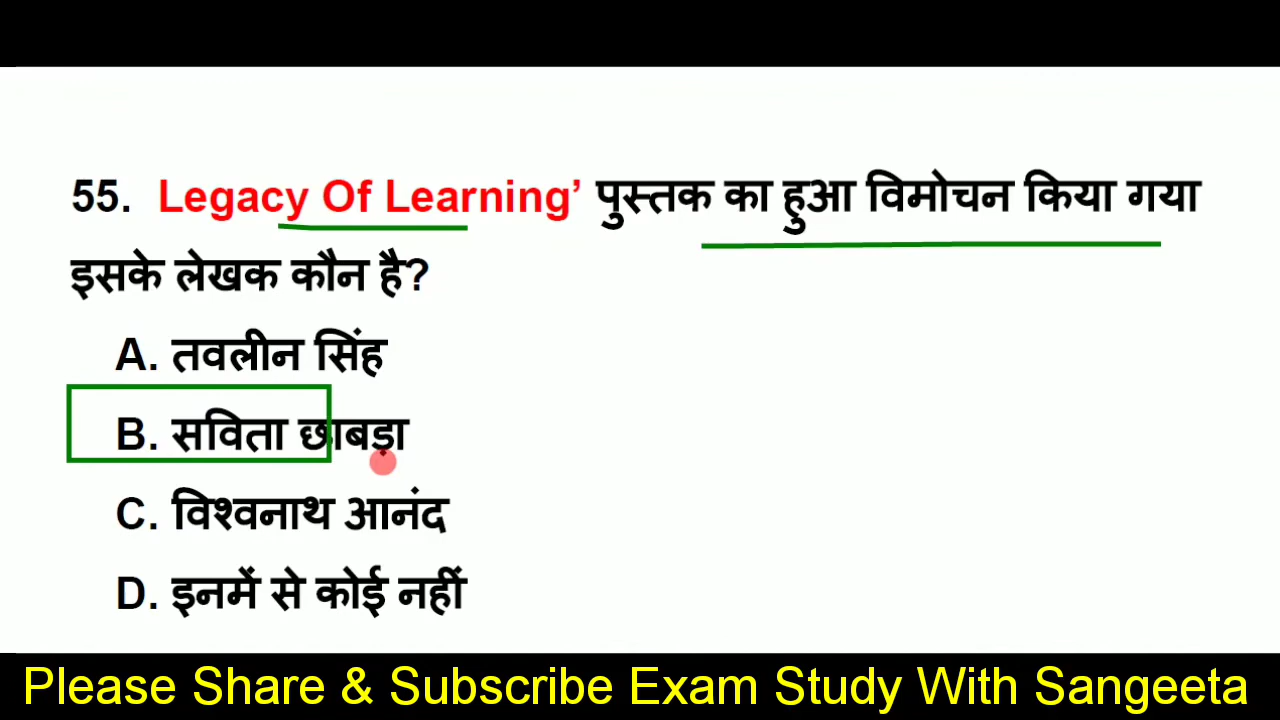 55. Legacy Of Learning’ पुस्तक का हुआ विमोचन किया गया
इसके लेखक कौन है?
A. तवलीन सिंह
B. सविता छाबड़ा
C. विश्वनाथ आनंद
D. इनमें से कोई नहीं
Please Share & Subscribe Exam Study With Sangeeta